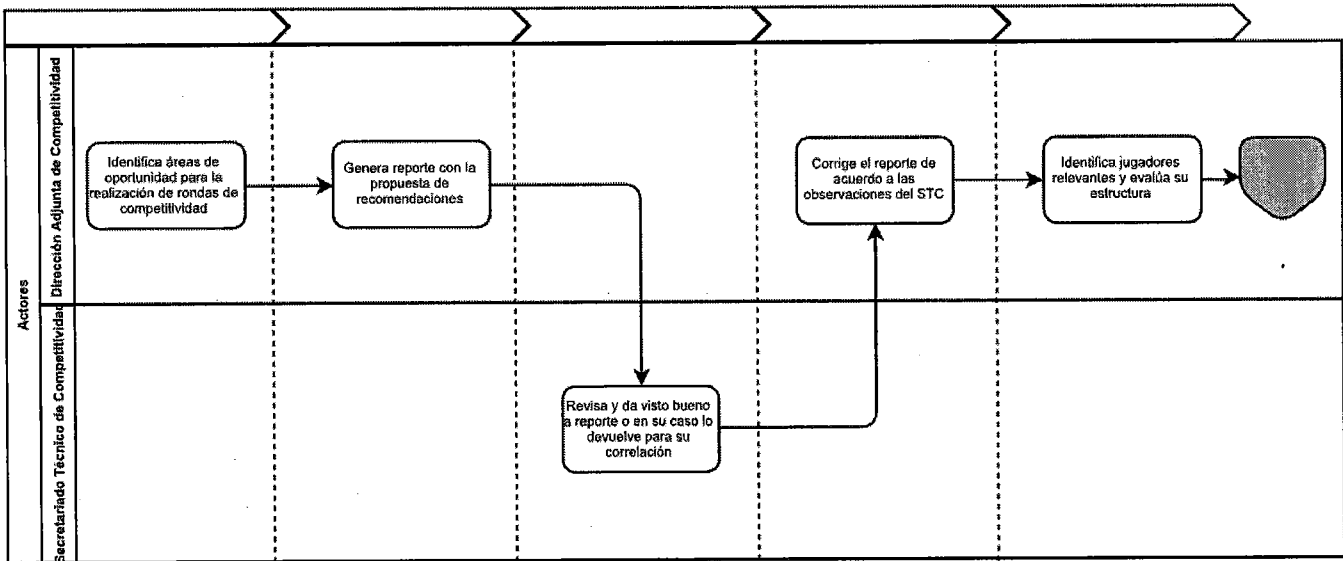 Actores
Dirección Adjunta de Competitividad
Identifica áreas de
oportunidad para la
realización de rondas de
competitividad
Genera reporte con la
propuesta de
recomendaciones
Corrige el reporte de
acuerdo a las
observaciones del STC
Identifica jugadores
relevantes y evalúa su
estructura
Secretariado Técnico de Competitividad
Revisa y da visto bueno
a reporte o en su caso lo
devuelve para su
correlación